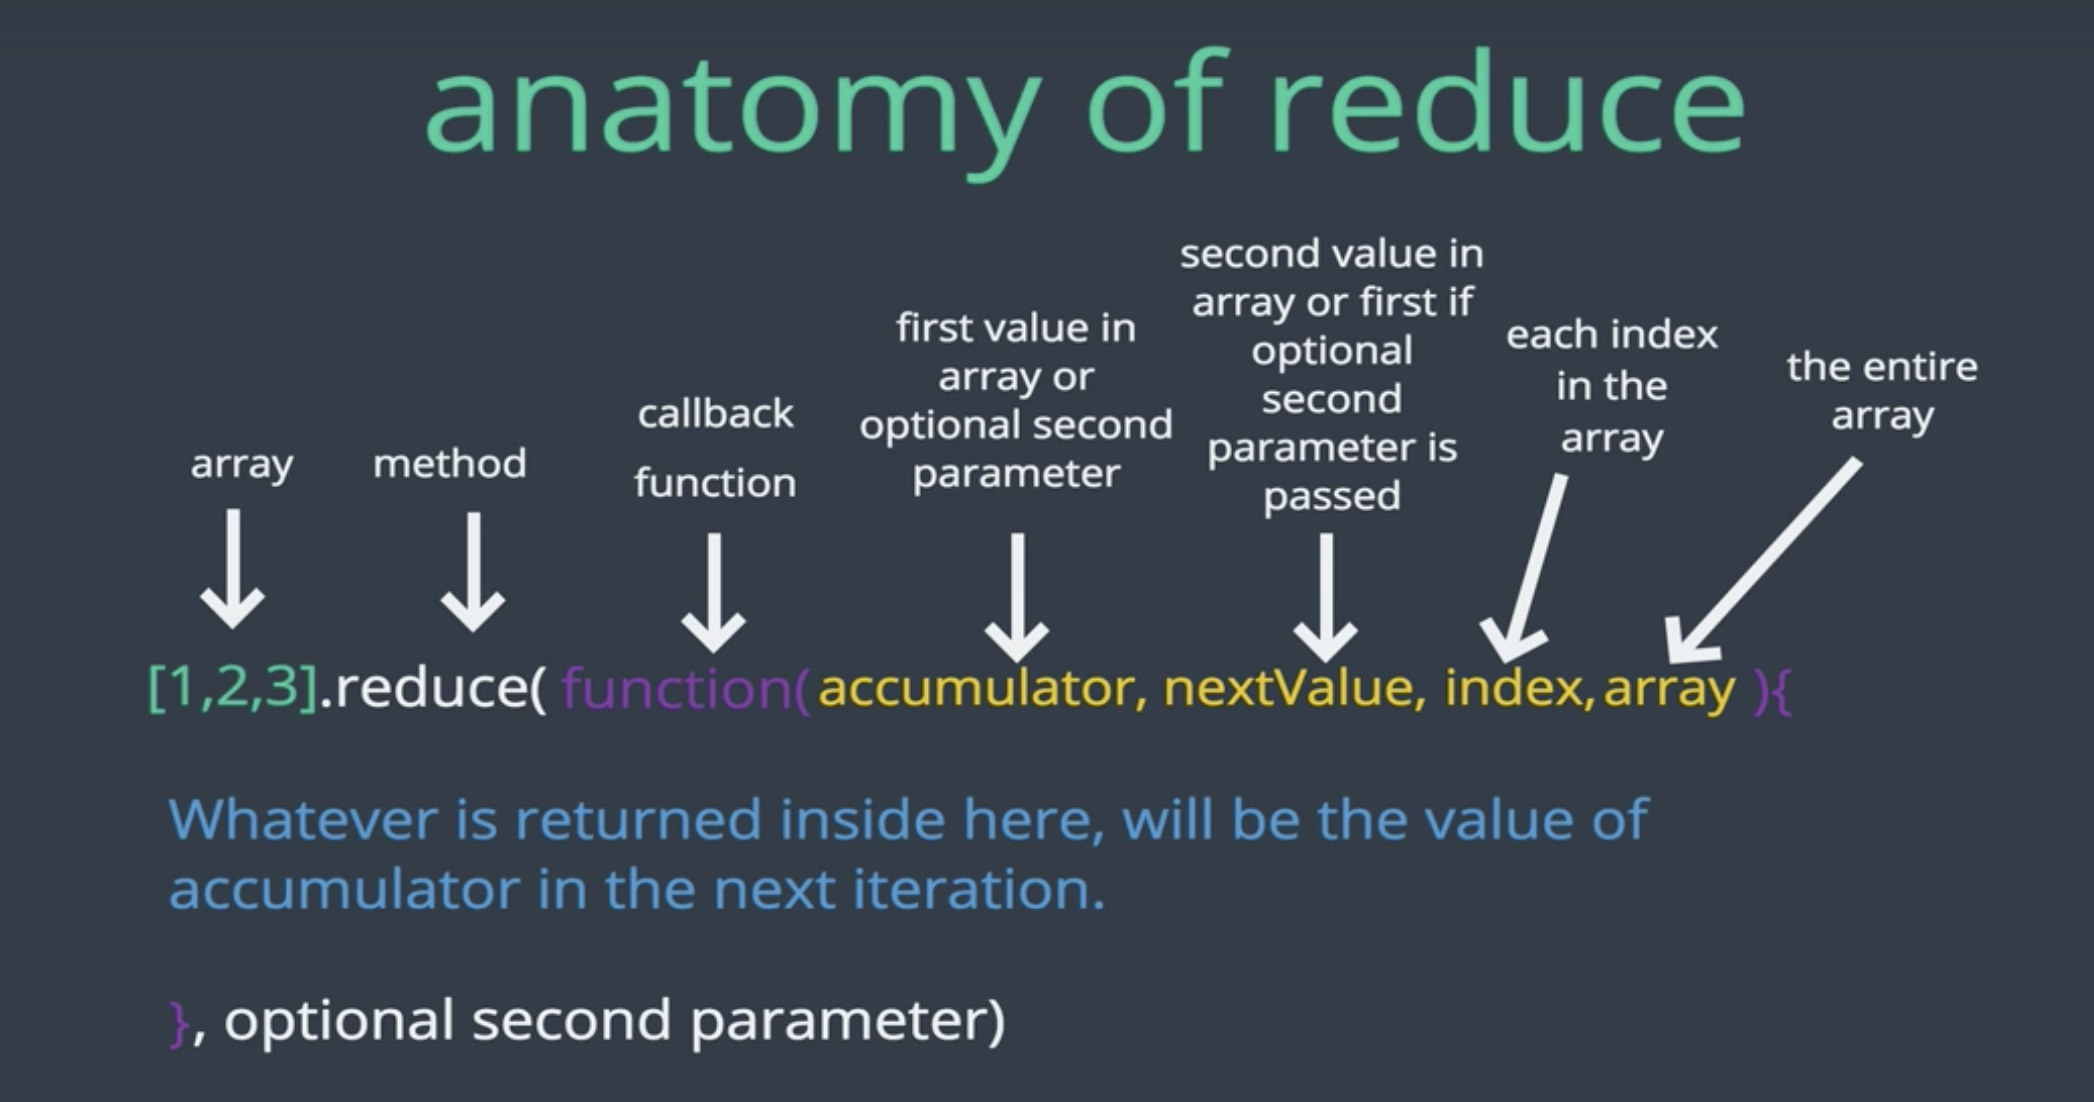 anatomy of reduce
array
method
callback
function
first value in
array or
optional second
parameter
second value in
array or first if
optional
second
parameter is
passed
each index
in the
array
the entire
array
[1,2,3].reduce( function( accumulator, nextValue, index, array ){
Whatever is returned inside here, will be the value of
accumulator in the next iteration.
}, optional second parameter)